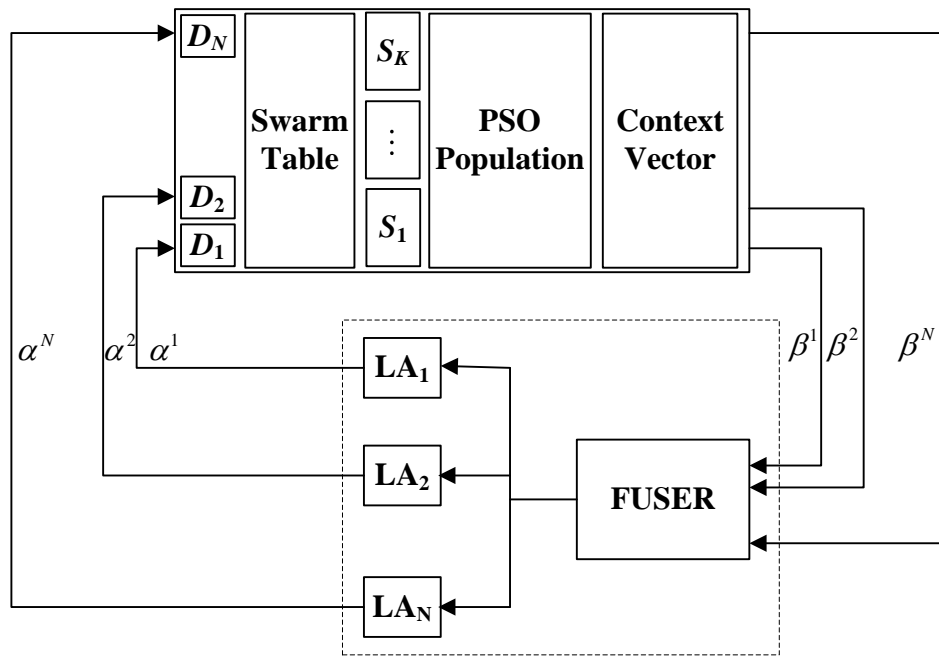 D_N
S_K
Swarm Table
⋮
PSO Population
Context Vector
D_2
D_1
S_1
α^N
α^2
α^1
β^1
β^2
β^N
LA_1
LA_2
FUSER
LA_N